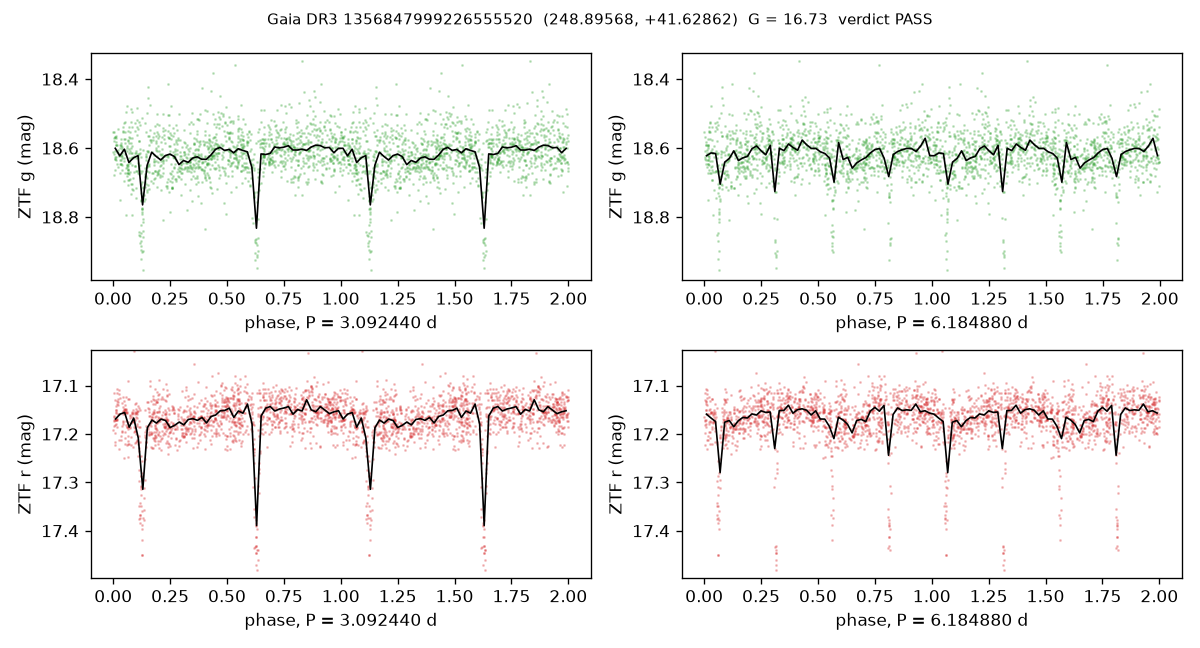 Gaia DR3 1356847999226555520 (248.89568, +41.62862) G = 16.73 verdict PASS
ZTF g (mag)
18.4
18.6
18.8
0.00 0.25 0.50 0.75 1.00 1.25 1.50 1.75 2.00
phase, P = 3.092440 d
ZTF g (mag)
18.4
18.6
18.8
0.00 0.25 0.50 0.75 1.00 1.25 1.50 1.75 2.00
phase, P = 6.184880 d
ZTF r (mag)
17.1
17.2
17.3
17.4
0.00 0.25 0.50 0.75 1.00 1.25 1.50 1.75 2.00
phase, P = 3.092440 d
ZTF r (mag)
17.1
17.2
17.3
17.4
0.00 0.25 0.50 0.75 1.00 1.25 1.50 1.75 2.00
phase, P = 6.184880 d